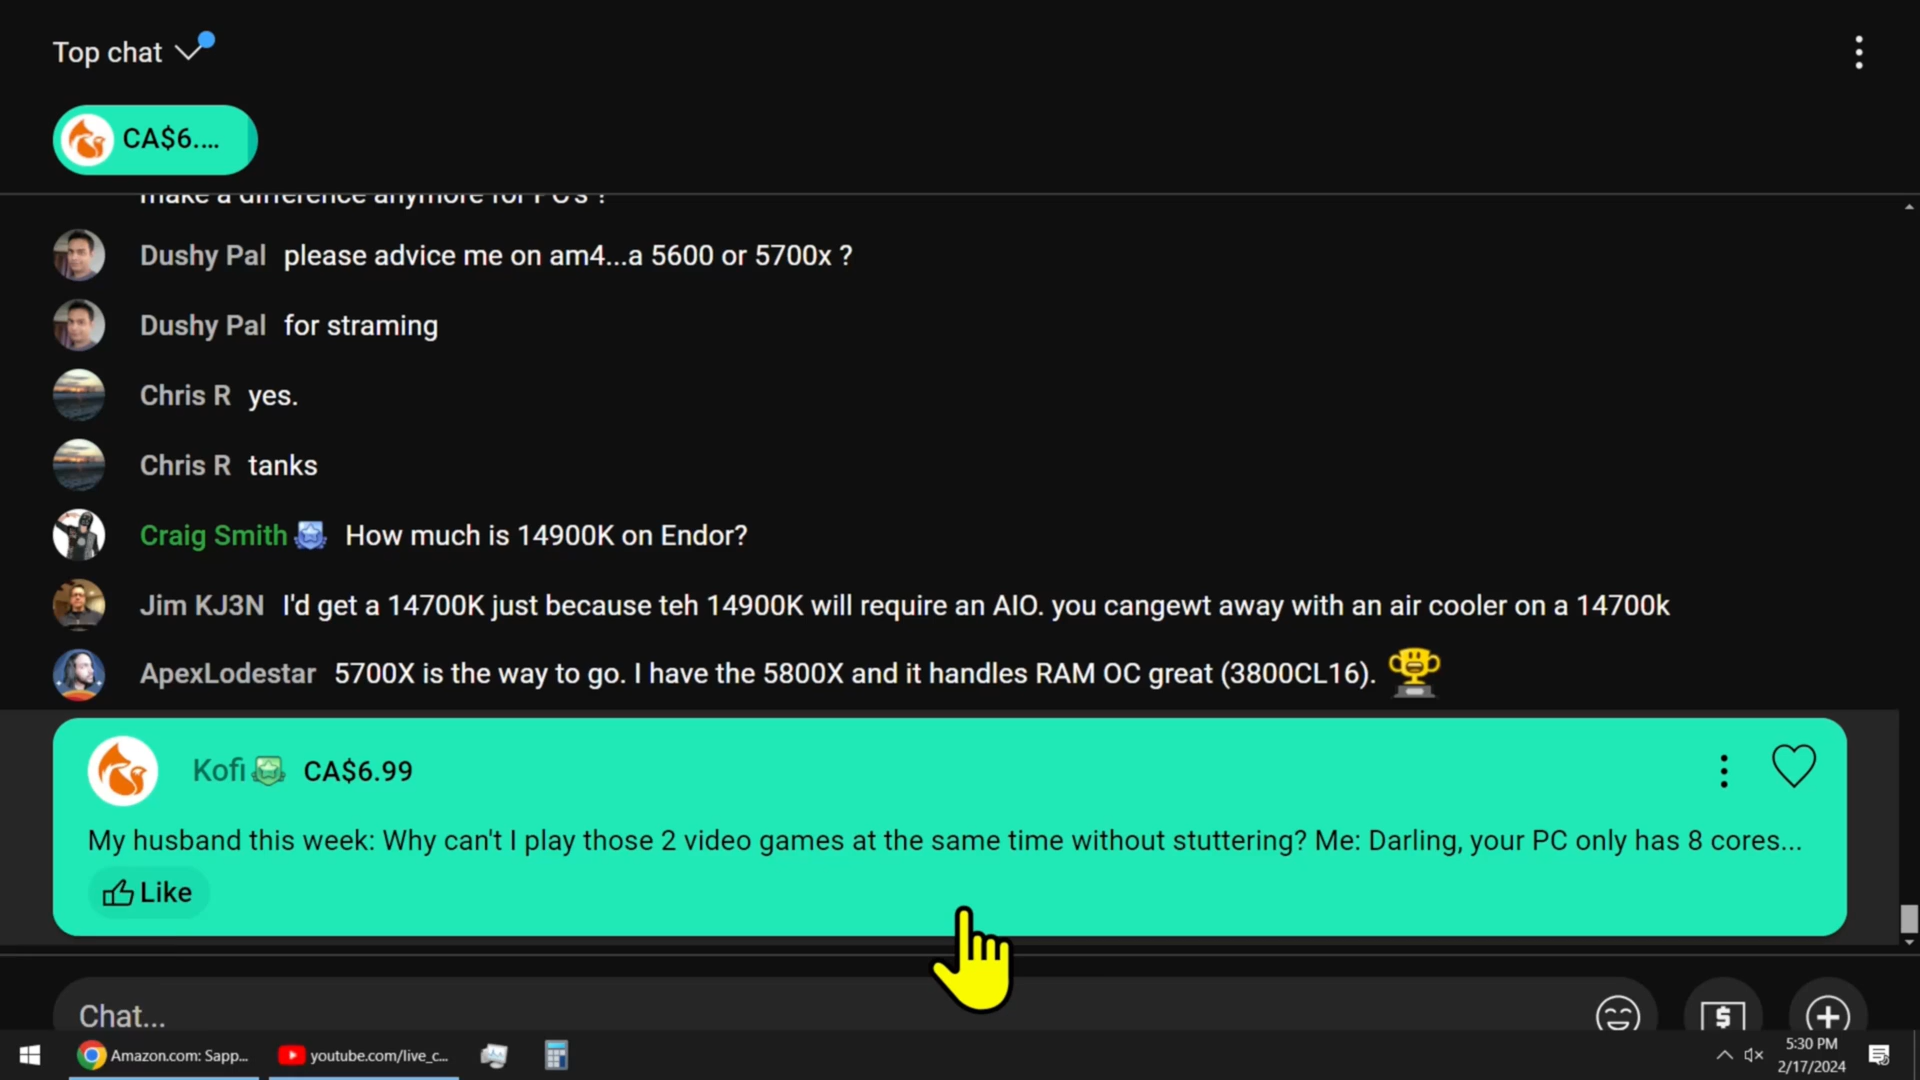 Top chat
CA$6....
make a difference anymore for PC's ?
Dushy Pal please advice me on am4...a 5600 or 5700x ?
Dushy Pal for straming
Chris R yes.
Chris R tanks
Craig Smith How much is 14900K on Endor?
Jim KJ3N I'd get a 14700K just because teh 14900K will require an AIO. you cangewt away with an air cooler on a 14700k
ApexLodestar 5700X is the way to go. I have the 5800X and it handles RAM OC great (3800CL16).
Kofi CA$6.99
My husband this week: Why can't I play those 2 video games at the same time without stuttering? Me: Darling, your PC only has 8 cores...
Like
Chat...
Amazon.com: Sapp... youtube.com/live_c... 5:30 PM
2/17/2024